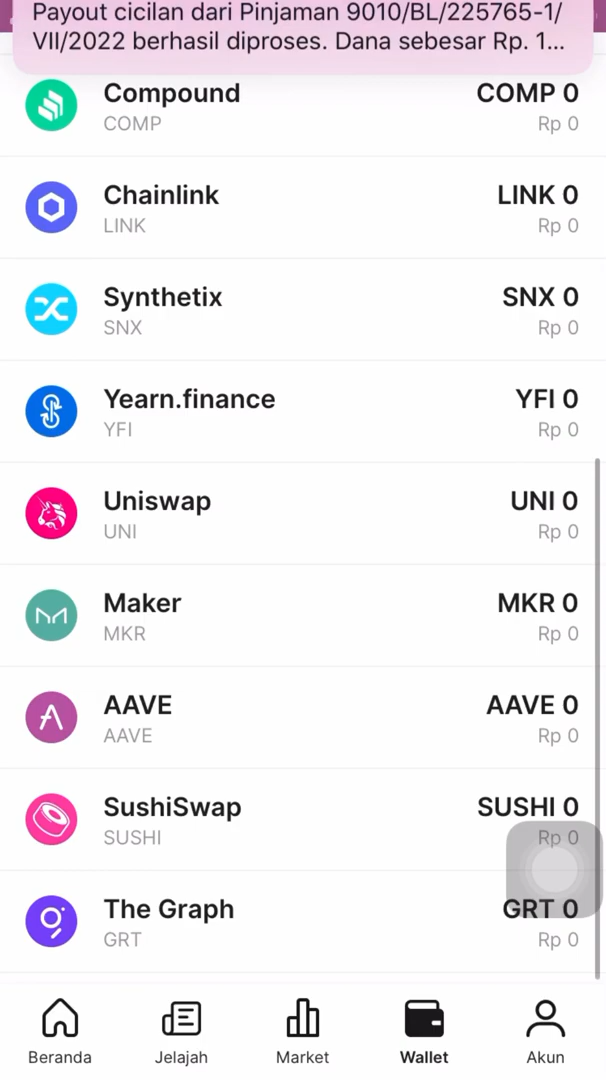 Payout cicilan dari Pinjaman 9010/BL/225765-1/
VII/2022 berhasil diproses. Dana sebesar Rp. 1...
Compound COMP 0
COMP Rp 0
Chainlink LINK 0
LINK Rp 0
Synthetix SNX 0
SNX Rp 0
Yearn.finance YFI 0
YFI Rp 0
Uniswap UNI 0
UNI Rp 0
Maker MKR 0
MKR Rp 0
AAVE AAVE 0
AAVE Rp 0
SushiSwap SUSHI 0
SUSHI Rp 0
The Graph GRT 0
GRT Rp 0
Beranda Jelajah Market Wallet Akun